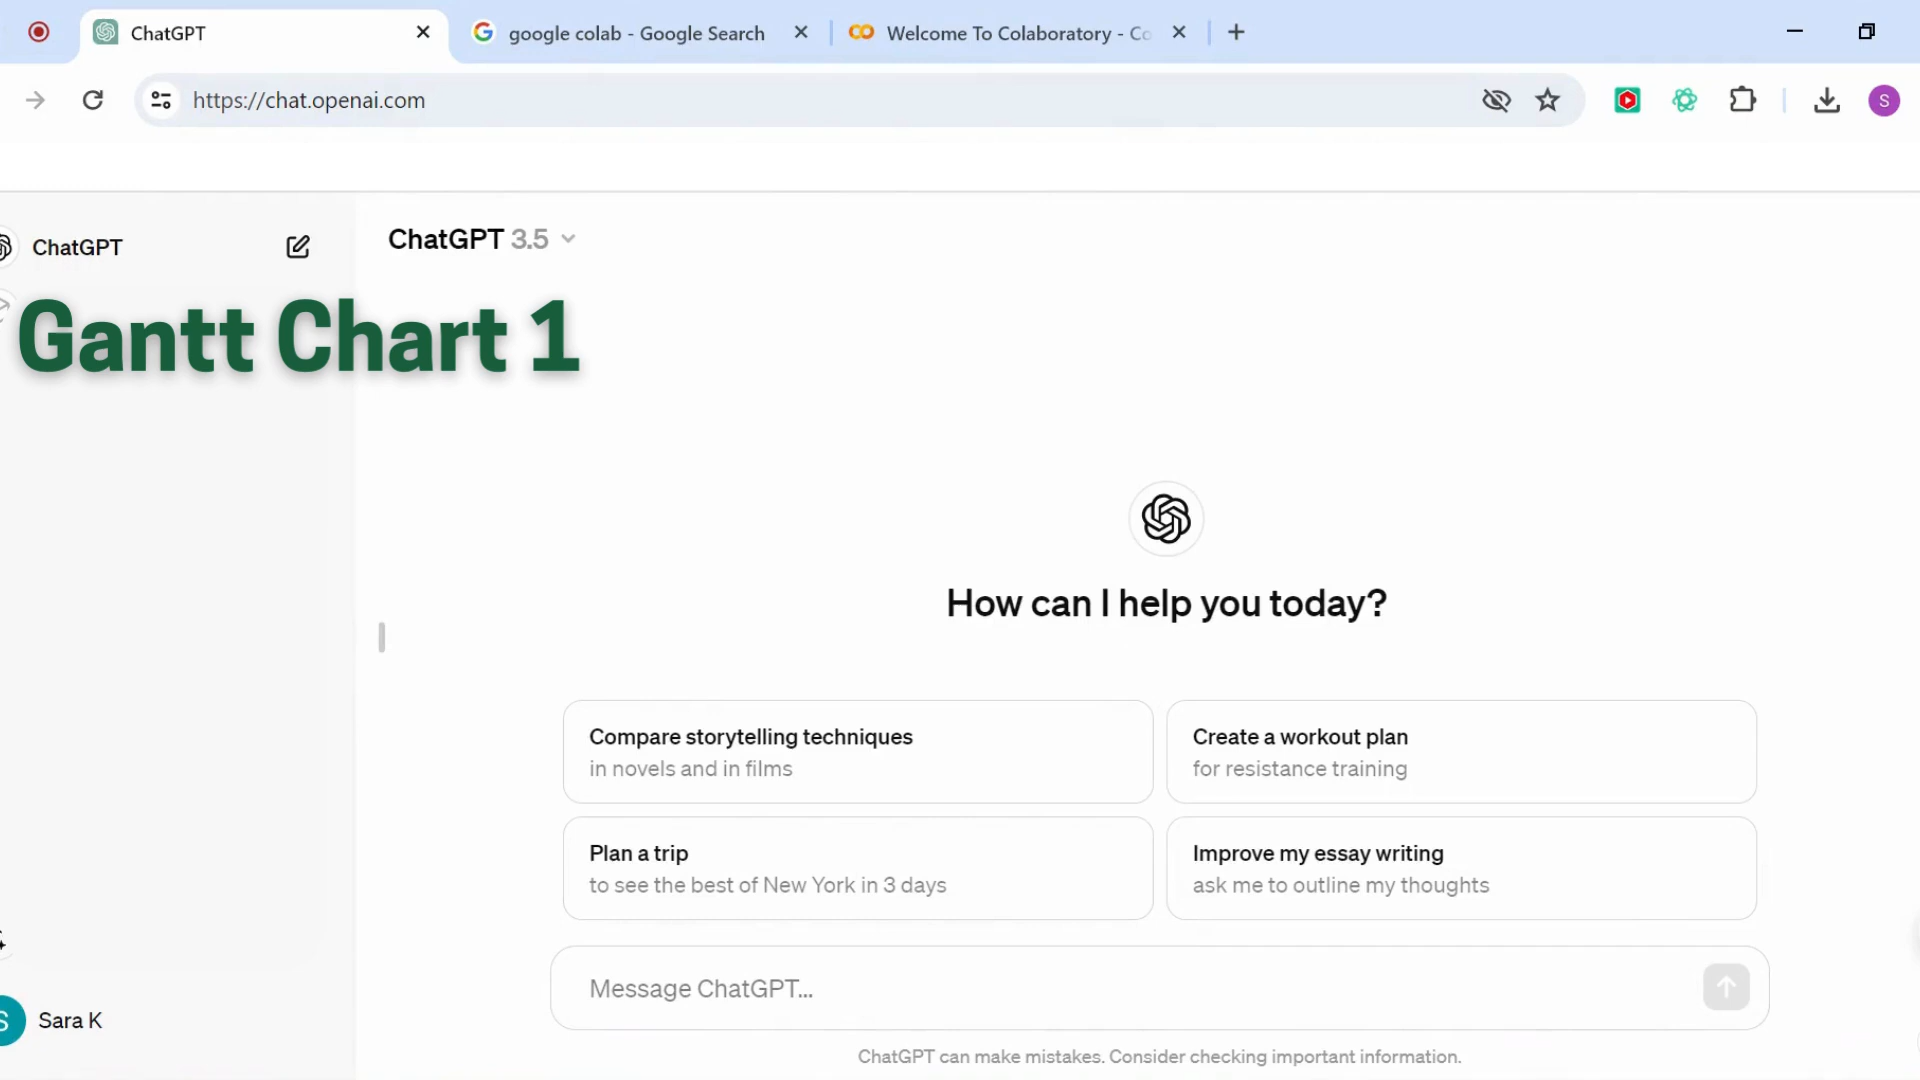 ChatGPT
google colab - Google Search
Welcome To Colaboratory - Co
https://chat.openai.com
S
ChatGPT
ChatGPT 3.5
Gantt Chart 1
How can I help you today?
Compare storytelling techniques
in novels and in films
Create a workout plan
for resistance training
Plan a trip
to see the best of New York in 3 days
Improve my essay writing
ask me to outline my thoughts
Message ChatGPT...
S
Sara K
ChatGPT can make mistakes. Consider checking important information.